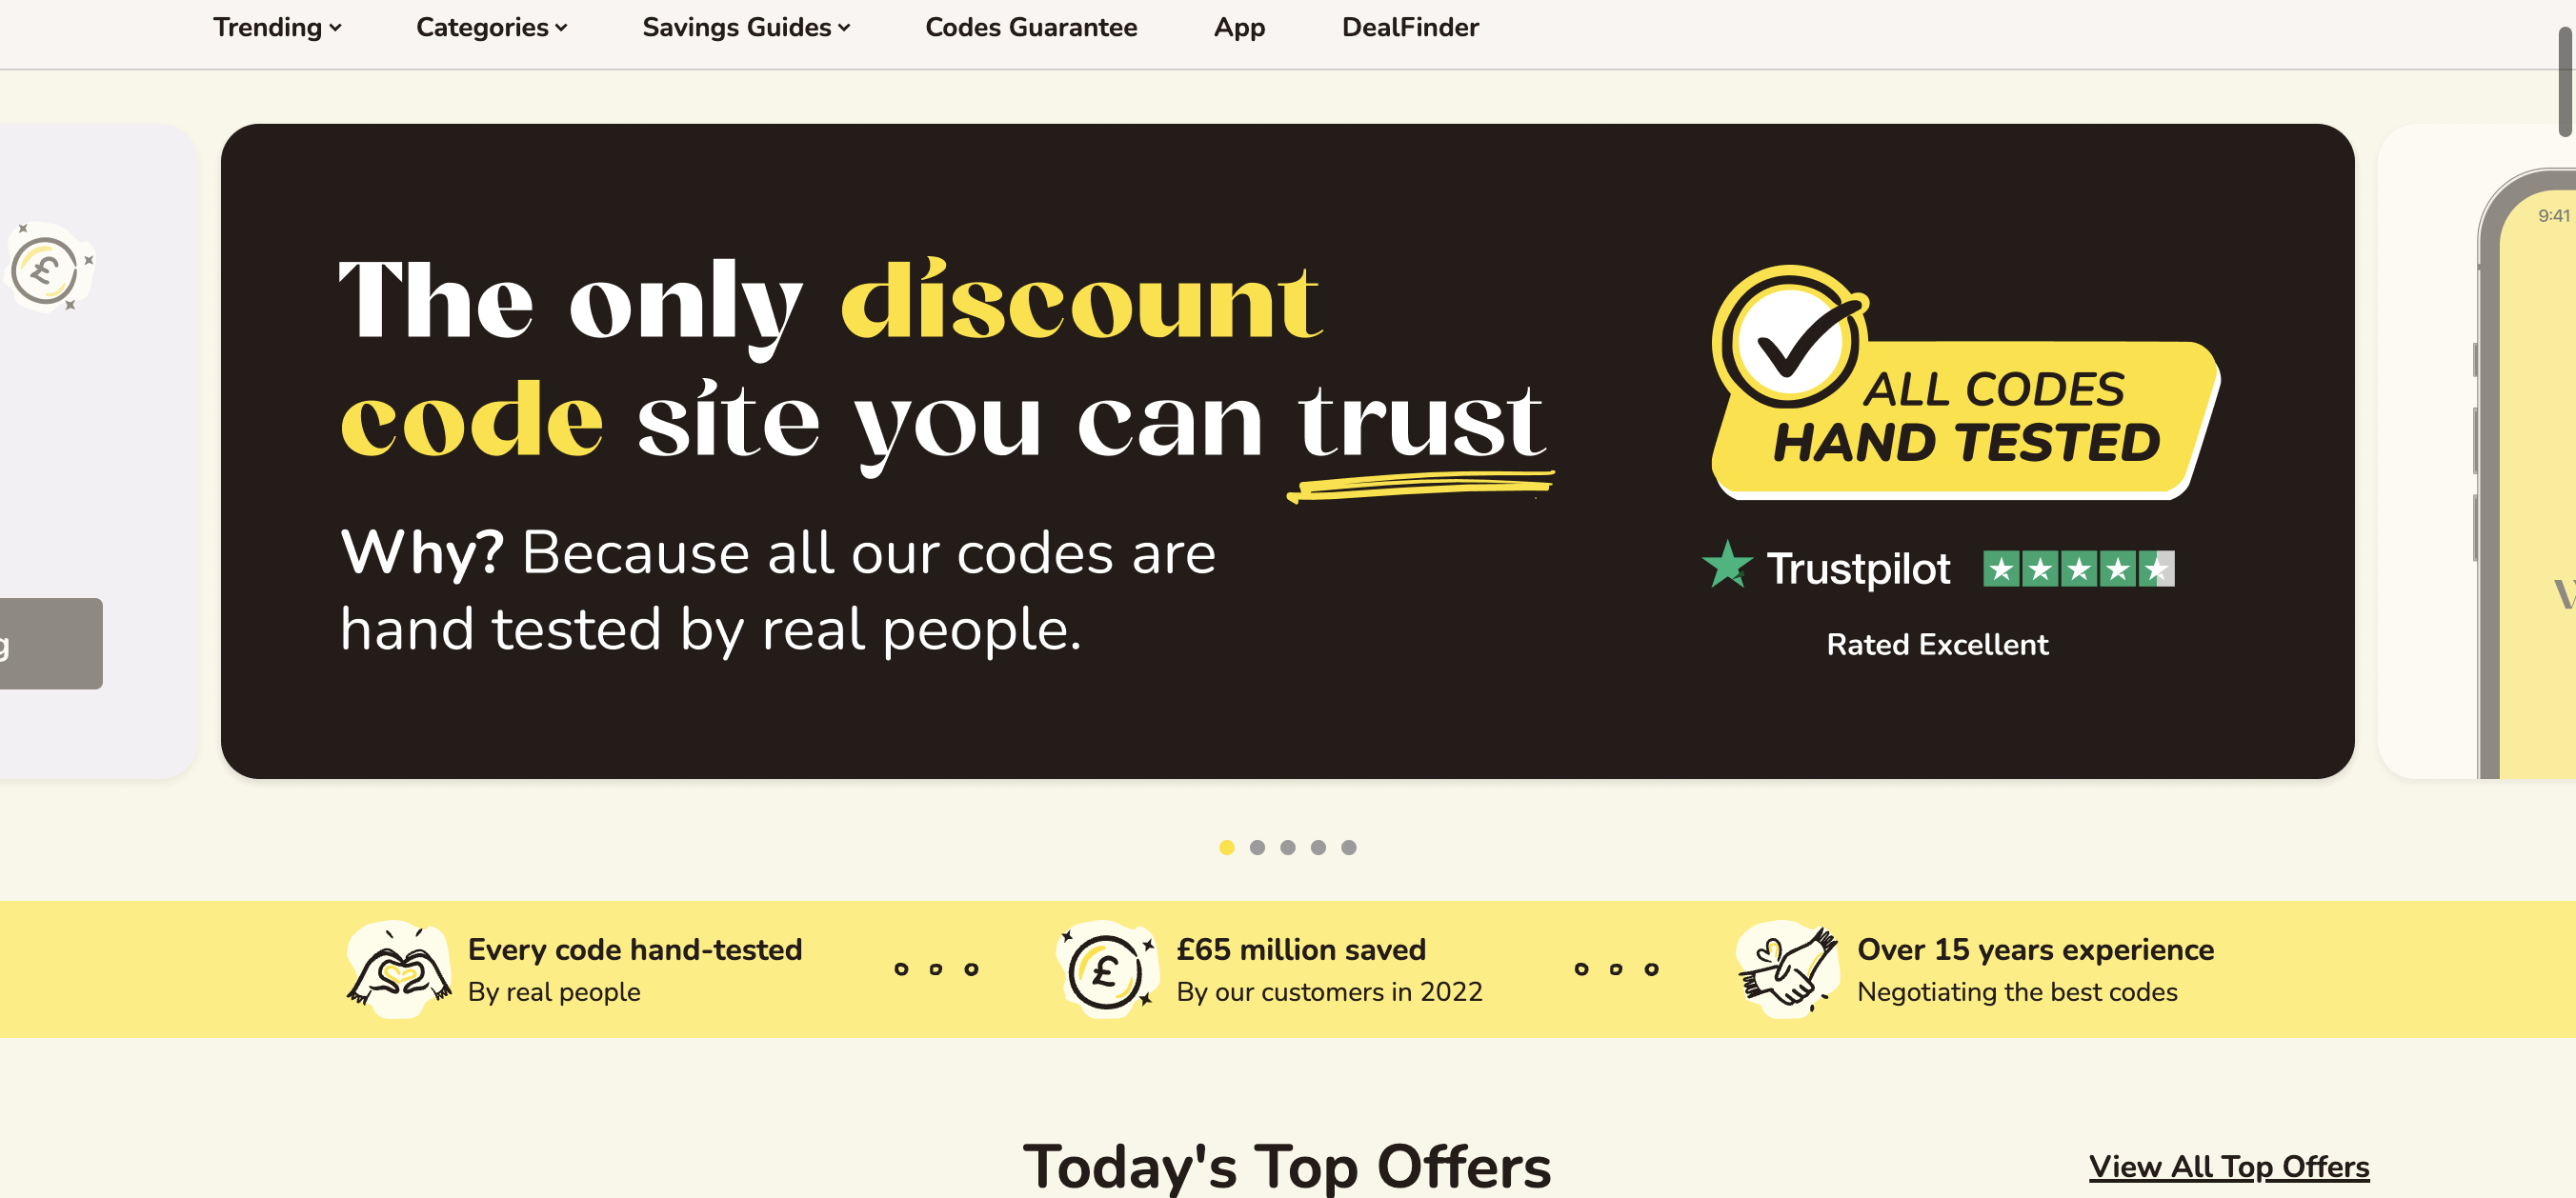 Trending
Categories
Savings Guides
Codes Guarantee
App
DealFinder
g
£
The only discount
code site you can trust
Why? Because all our codes are
hand tested by real people.
ALL CODES
HAND TESTED
Trustpilot
Rated Excellent
9:41
Every code hand-tested
By real people
£
£65 million saved
By our customers in 2022
Over 15 years experience
Negotiating the best codes
Today's Top Offers
View All Top Offers